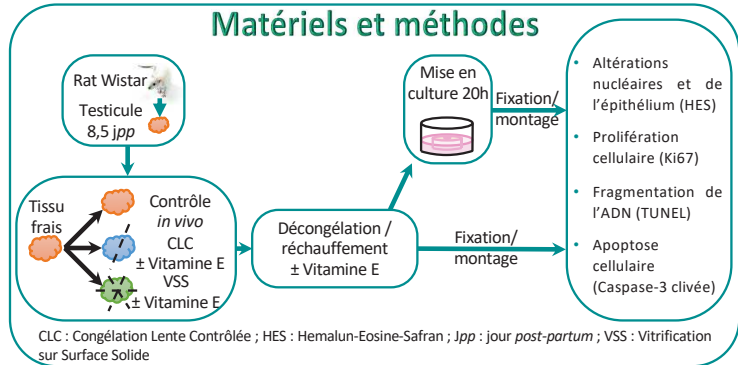 Matériels et méthodes
Rat Wistar
Testicule
8,5 jpp
Tissu
frais
Contrôle
in vivo
CLC
± Vitamine E
VSS
± Vitamine E
Décongélation /
réchauffement
± Vitamine E
Mise en
culture 20h
Fixation/
montage
Fixation/
montage
• Altérations
nucléaires et de
l'épithélium (HES)
• Prolifération
cellulaire (Ki67)
• Fragmentation de
l'ADN (TUNEL)
• Apoptose
cellulaire
(Caspase-3 clivée)
CLC : Congélation Lente Contrôlée ; HES : Hemalun-Eosine-Safran ; Jpp : jour post-partum ; VSS : Vitrification
sur Surface Solide